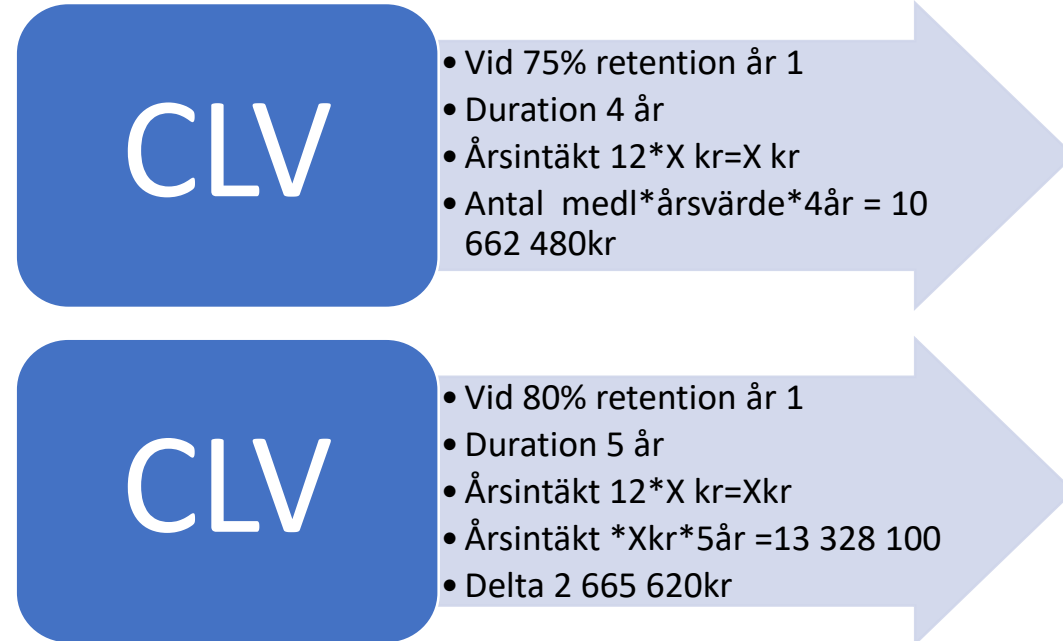 CLV
• Vid 75% retention år 1
• Duration 4 år
• Årsintäkt 12*X kr=X kr
• Antal  medl*årsvärde*4år = 10
662 480kr
CLV
• Vid 80% retention år 1
• Duration 5 år
• Årsintäkt 12*X kr=Xkr
• Årsintäkt *Xkr*5år =13 328 100
• Delta 2 665 620kr